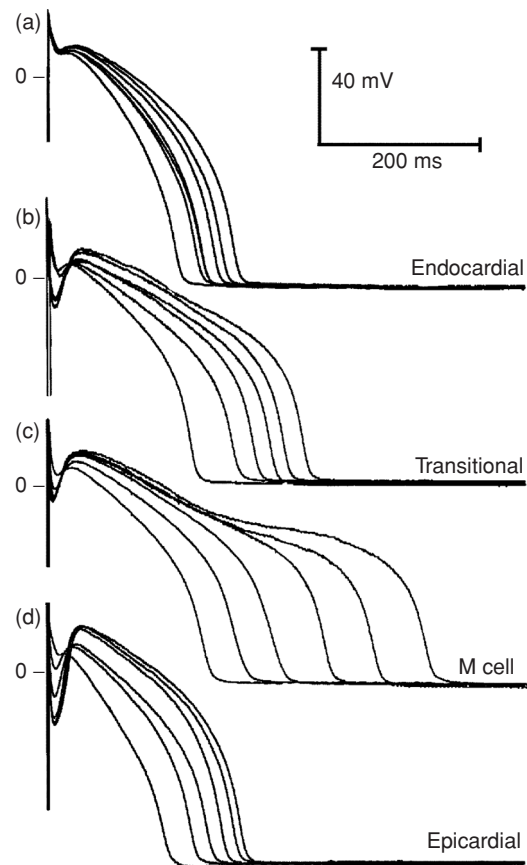 (a)
0
40 mV
200 ms
(b)
0
Endocardial
(c)
0
Transitional
(d)
0
M cell
Epicardial